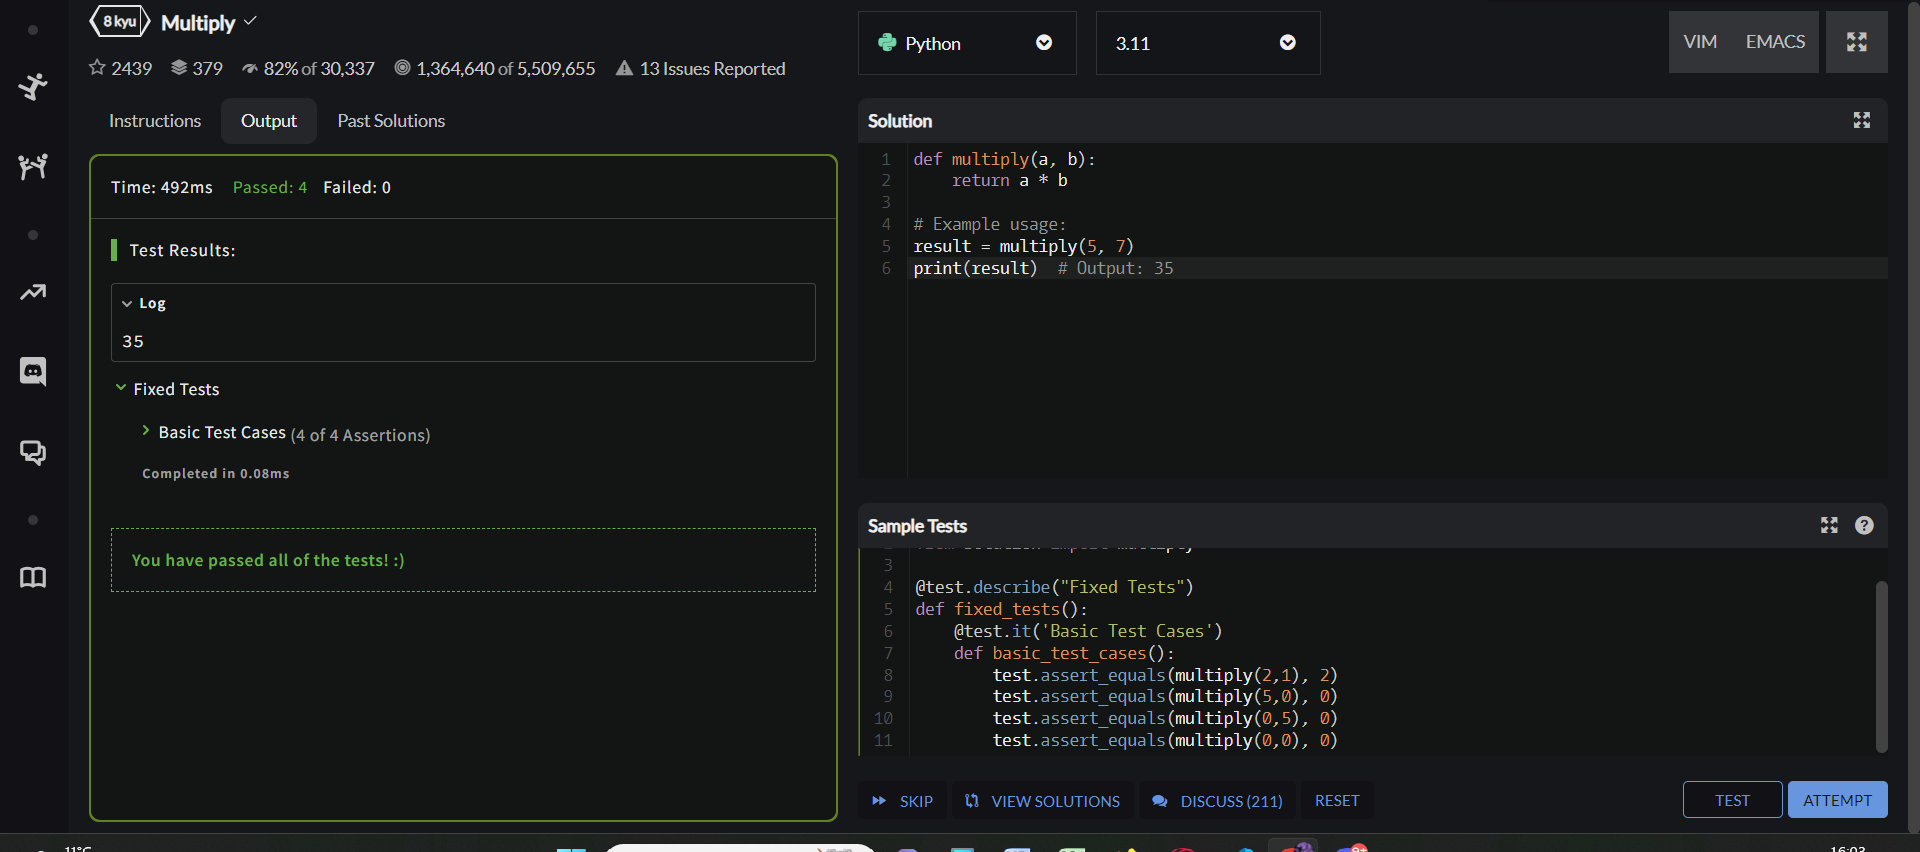 8 kyu Multiply
2439 379 82% of 30,337 1,364,640 of 5,509,655 13 Issues Reported
Instructions Output Past Solutions
Time: 492ms Passed: 4 Failed: 0
Test Results:
Log
35
Fixed Tests
Basic Test Cases (4 of 4 Assertions)
Completed in 0.08ms
You have passed all of the tests! :)
Python 3.11 VIM EMACS
Solution
1 def multiply(a, b):
2     return a * b
3
4 # Example usage:
5 result = multiply(5, 7)
6 print(result)  # Output: 35
Sample Tests
3
4 @test.describe("Fixed Tests")
5 def fixed_tests():
6     @test.it('Basic Test Cases')
7     def basic_test_cases():
8         test.assert_equals(multiply(2,1), 2)
9         test.assert_equals(multiply(5,0), 0)
10         test.assert_equals(multiply(0,5), 0)
11         test.assert_equals(multiply(0,0), 0)
SKIP VIEW SOLUTIONS DISCUSS (211) RESET TEST ATTEMPT
11°C
16:03